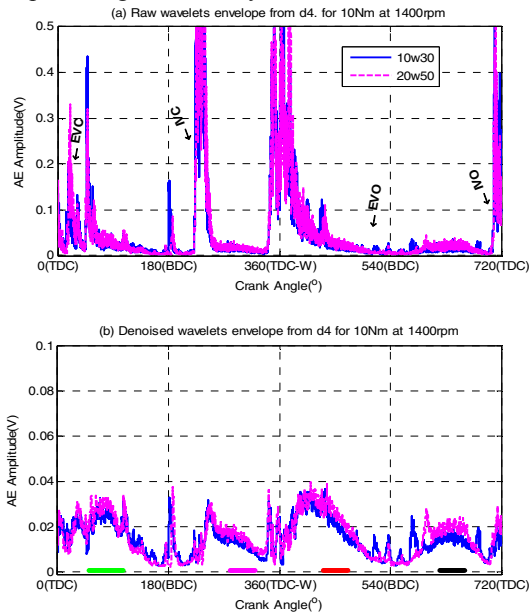 (a) Raw wavelets envelope from d4. for 10Nm at 1400rpm
0.5
0.4
0.3
0.2
0.1
0
AE Amplitude(V)
10w30
20w50
EVC
IVC
EVO
IVO
0(TDC)
180(BDC)
360(TDC-W)
540(BDC)
720(TDC)
Crank Angle(°)
(b) Denoised wavelets envelope from d4 for 10Nm at 1400rpm
0.1
0.08
0.06
0.04
0.02
0
AE Amplitude(V)
0(TDC)
180(BDC)
360(TDC-W)
540(BDC)
720(TDC)
Crank Angle(°)